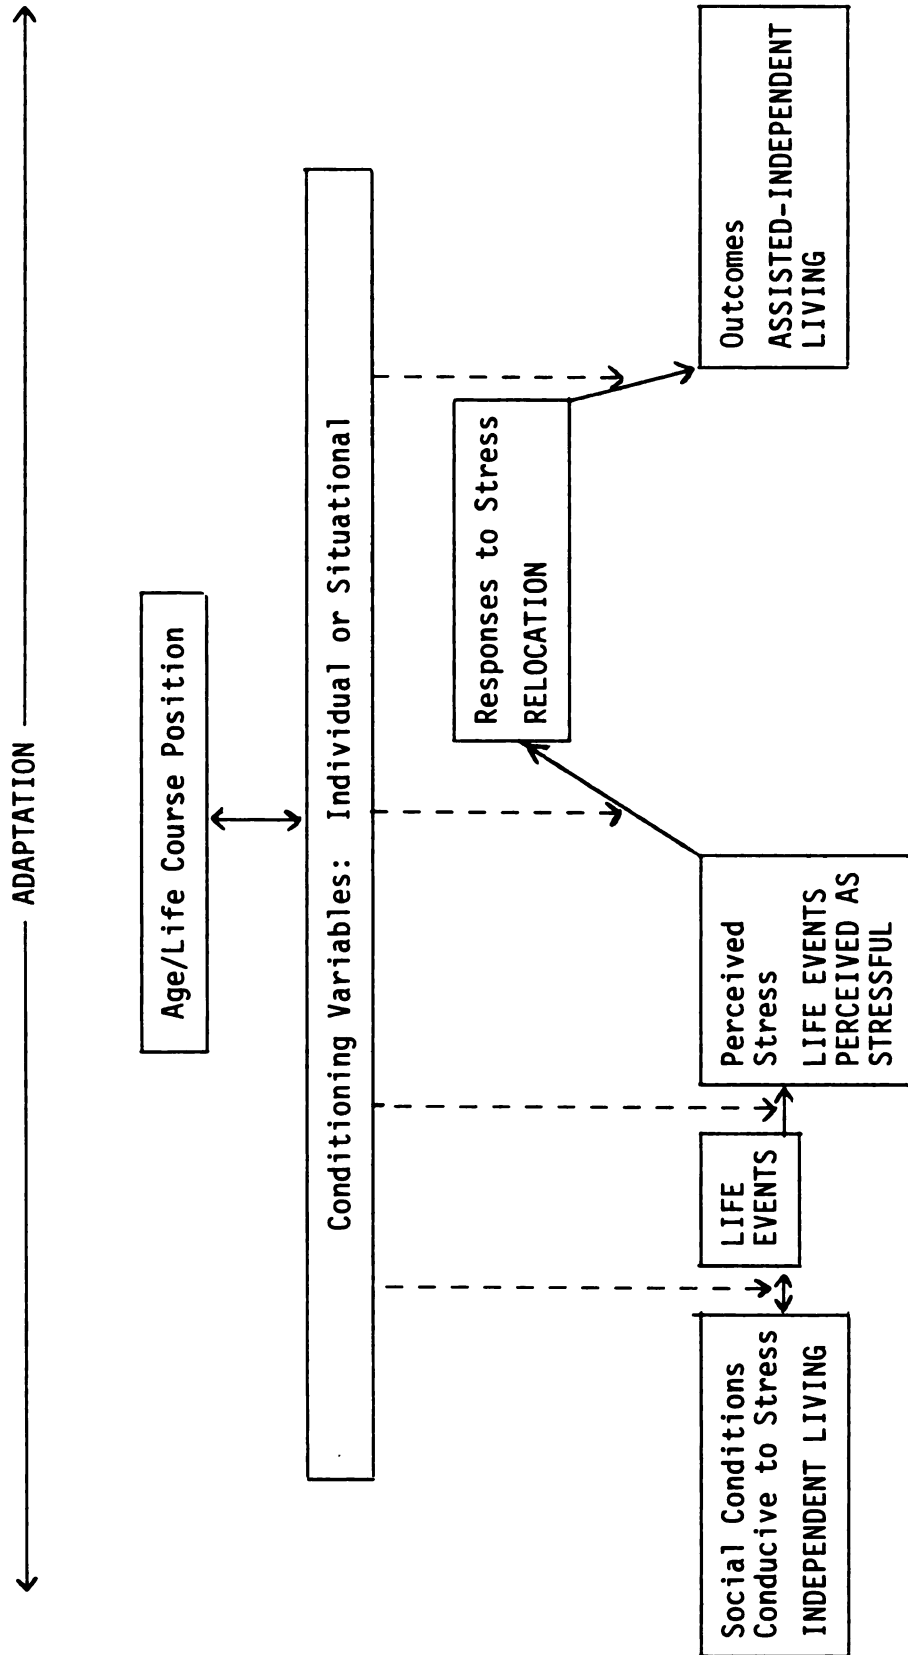 ADAPTATION
Age/Life Course Position
Conditioning Variables: Individual or Situational
Social Conditions
Conducive to Stress
INDEPENDENT LIVING
LIFE
EVENTS
Perceived
Stress
LIFE EVENTS
PERCEIVED AS
STRESSFUL
Responses to Stress
RELOCATION
Outcomes
ASSISTED-INDEPENDENT
LIVING